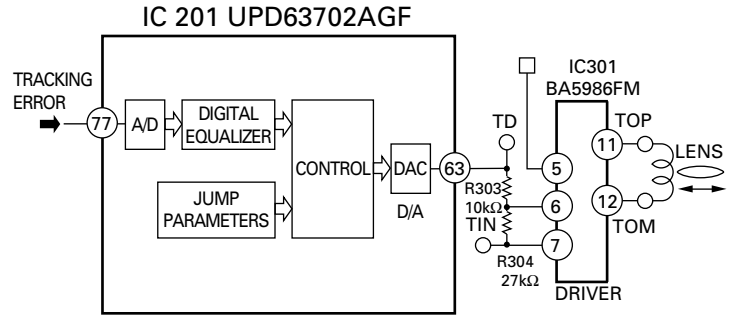 IC 201 UPD63702AGF
TRACKING
ERROR
77
A/D
DIGITAL
EQUALIZER
JUMP
PARAMETERS
CONTROL
DAC
D/A
63
TD
R303
10kΩ
TIN
R304
27kΩ
5
6
7
IC301
BA5986FM
DRIVER
11
12
TOP
TOM
LENS